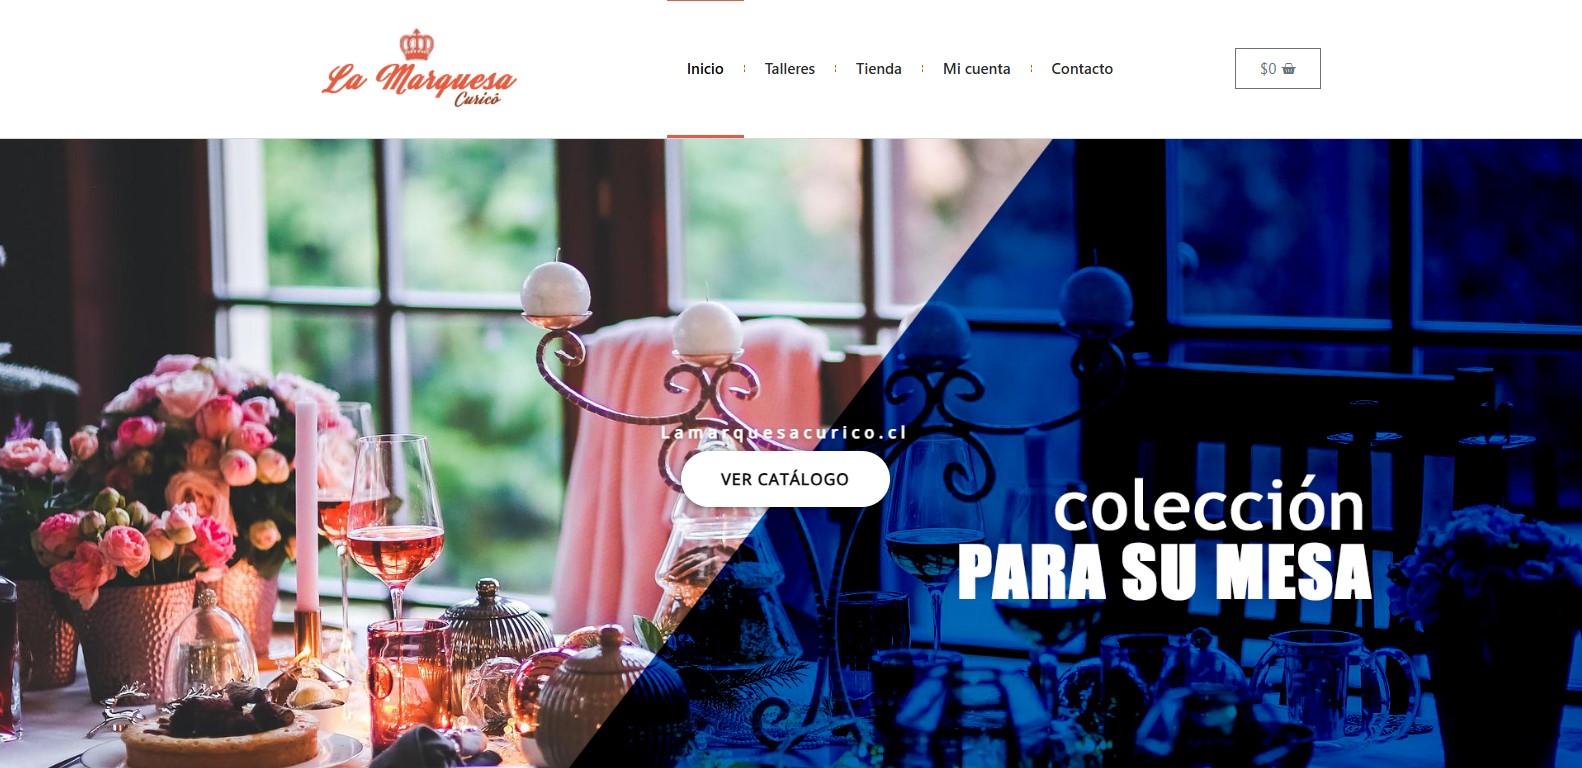 La Marquesa
Curicó
Inicio
Talleres
Tienda
Mi cuenta
Contacto
$0
Lamarquesacurico.cl
VER CATÁLOGO
colección
PARA SU MESA